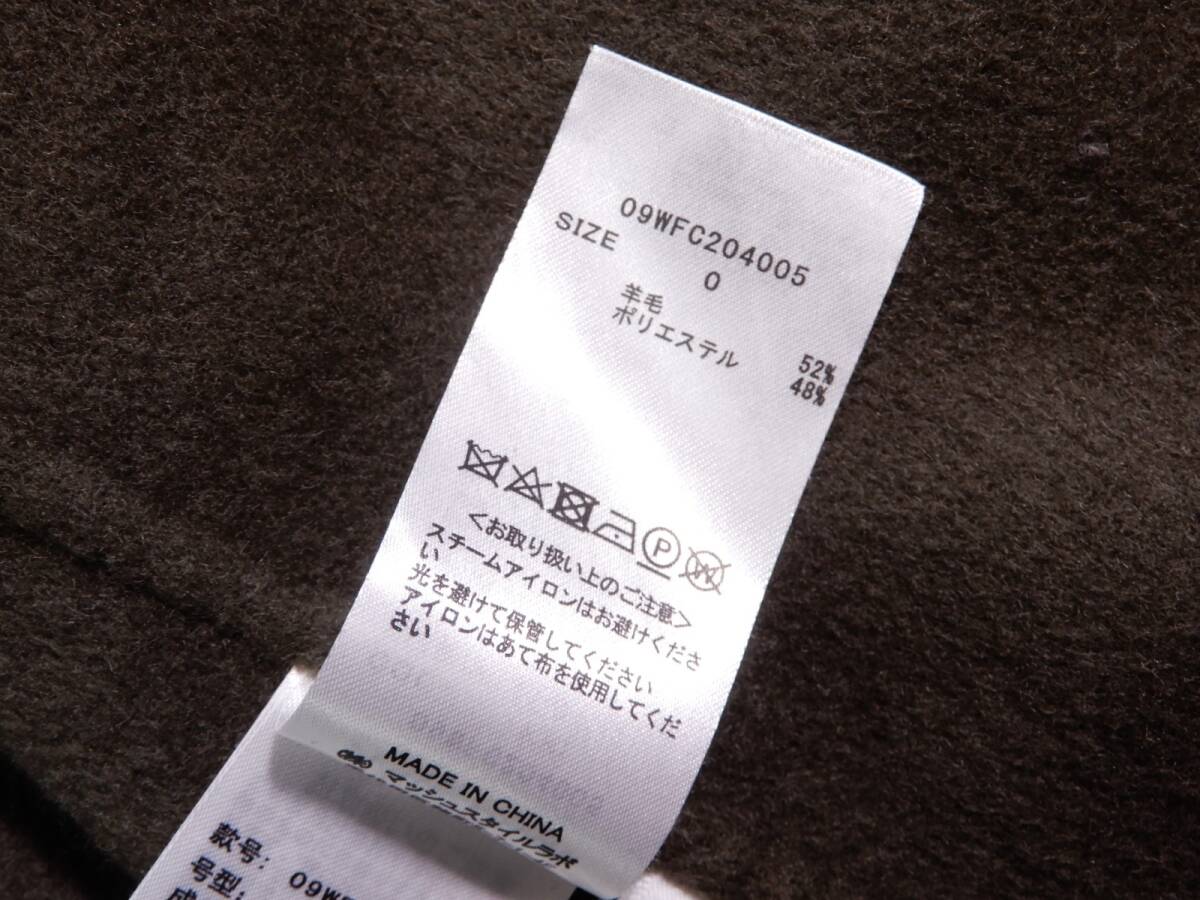 09WFC204005
SIZE 0
羊毛 52%
ポリエステル 48%
P
W
<お取り扱い上のご注意>
スチームアイロンはお避けくださ
い
光を避けて保管してください
アイロンはあて布を使用してくだ
さい
MADE IN CHINA
マッシュスタイルラボ
款号: 09W
号型: